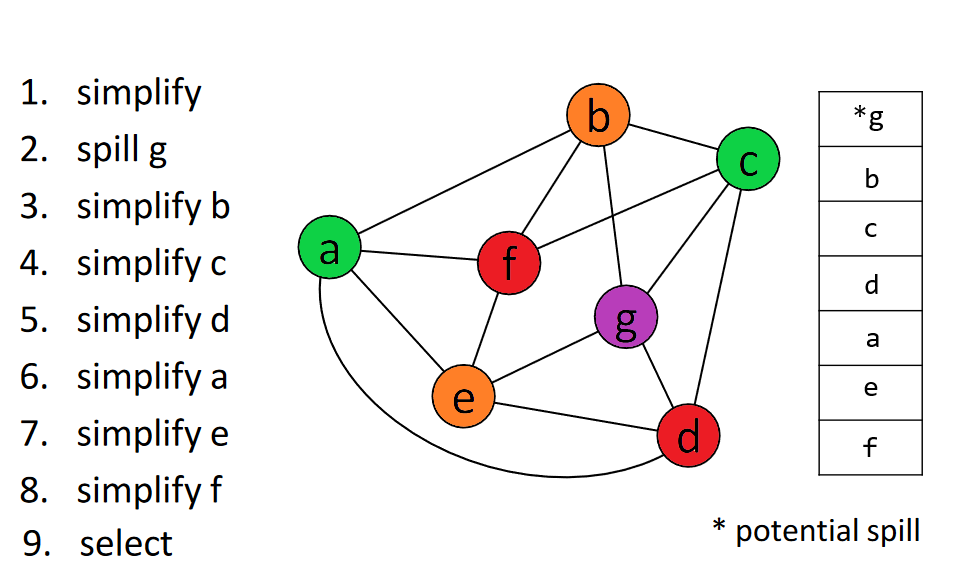 1. simplify
2. spill g
3. simplify b
4. simplify c
5. simplify d
6. simplify a
7. simplify e
8. simplify f
9. select
b
c
a
f
g
e
d
*g
b
c
d
a
e
f
* potential spill